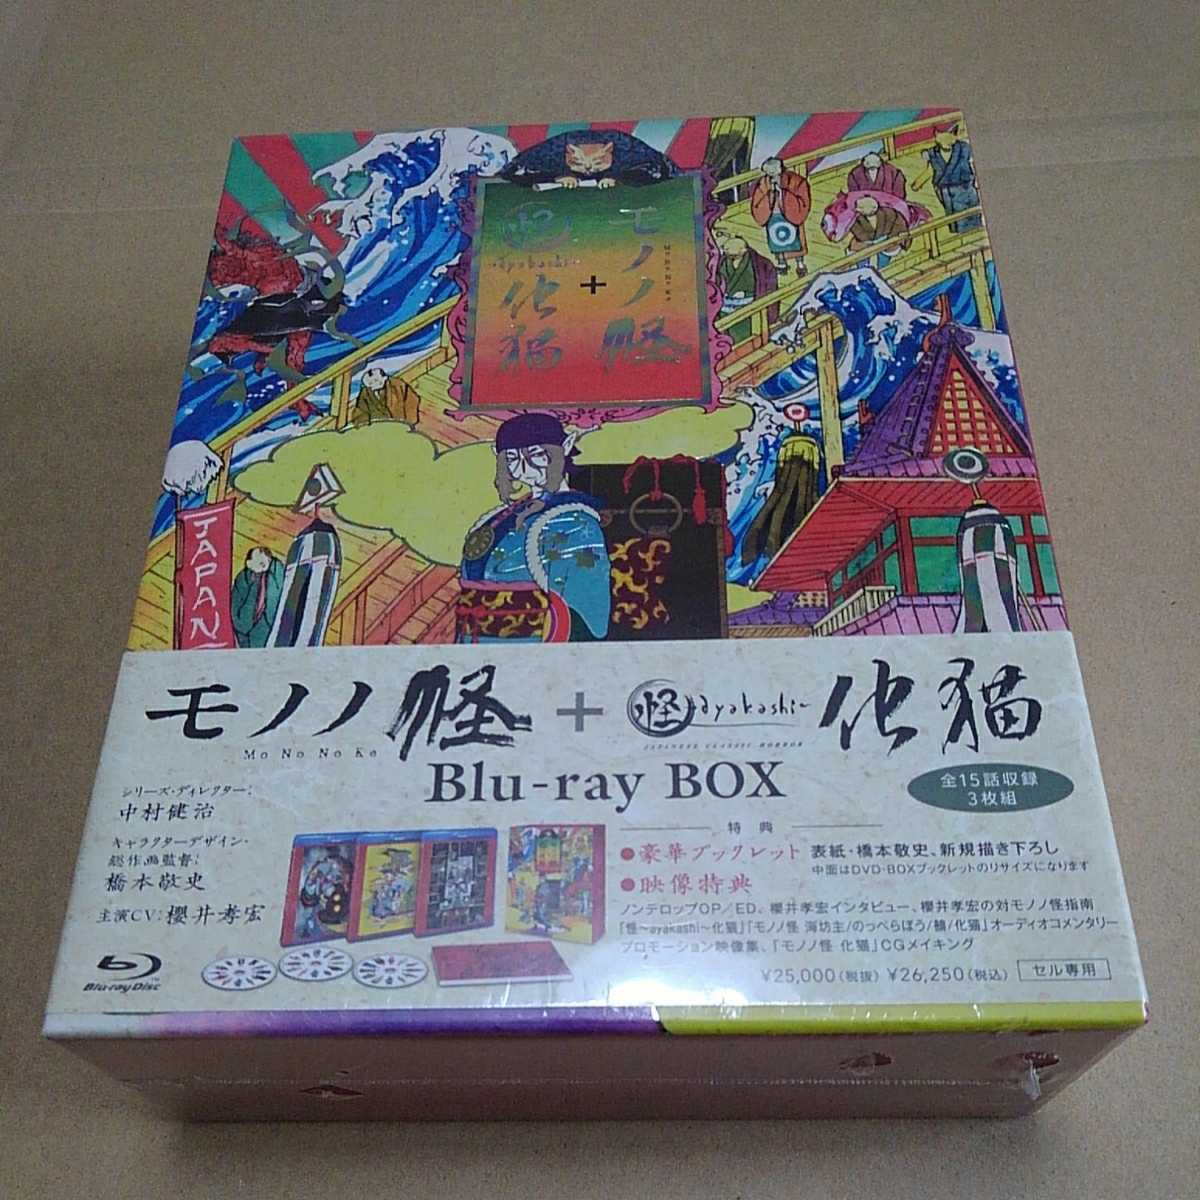 モノノ怪
+
怪
~ayakashi~
化猫
JAPAN
モノノ怪 + 怪 ~ayakashi~ 化猫
Mo No No Ke
JAPANESE CLASSIC HORROR
Blu-ray BOX
全15話収録
3枚組
シリーズ・ディレクター:
中村健治
キャラクターデザイン・
総作画監督:
橋本敬史
主演CV:櫻井孝宏
特典
●豪華ブックレット 表紙・橋本敬史、新規描き下ろし
中面はDVD-BOXブックレットのリサイズになります
●映像特典
ノンテロップOP/ED、櫻井孝宏インタビュー、櫻井孝宏の対モノノ怪指南
「怪~ayakashi~化猫」「モノノ怪 海坊主/のっぺらぼう/鵺/化猫」オーディオコメンタリー
プロモーション映像集、「モノノ怪 化猫」CGメイキング
¥25,000(税抜) ¥26,250(税込) セル専用
Blu-ray Disc